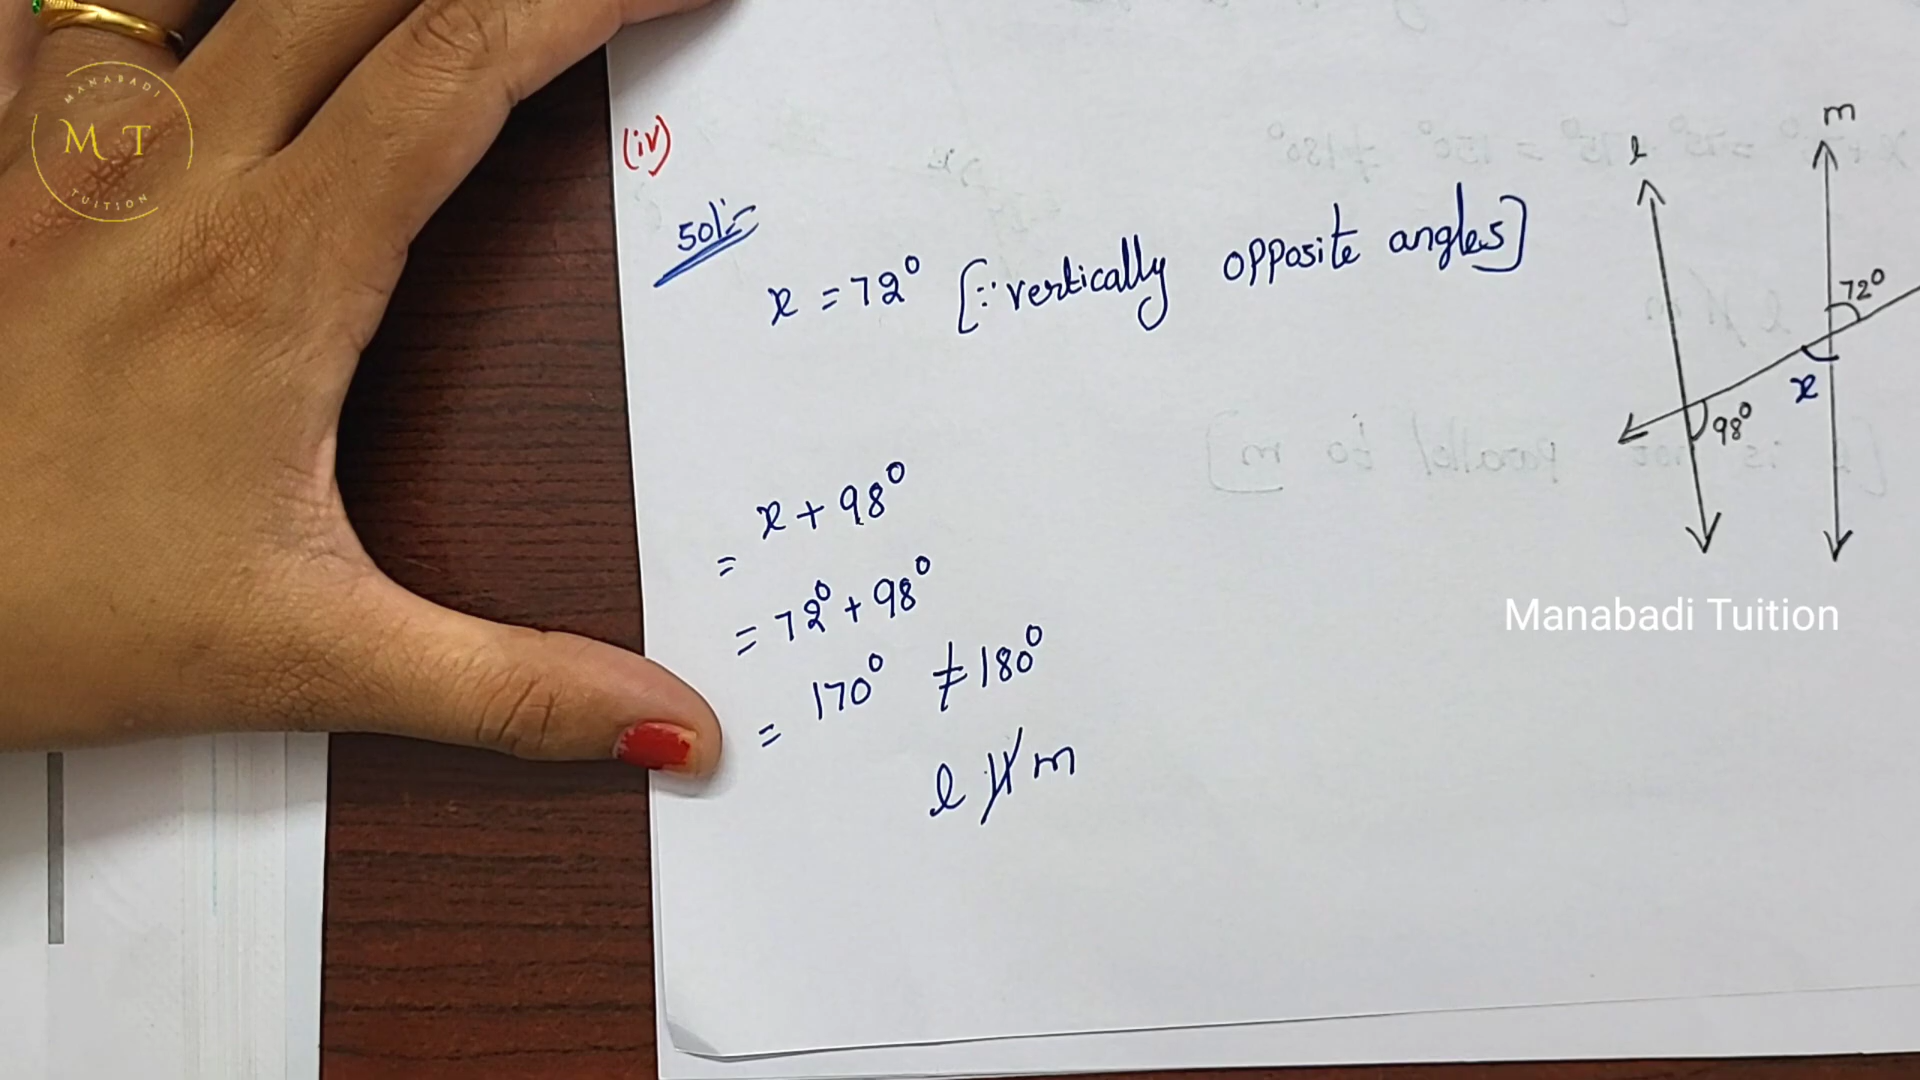 MANABADI
M T
TUITION
(iv)
Sol:-
x = 72° [∵ vertically opposite angles]
= x + 98°
= 72° + 98°
= 170° ≠ 180°
l ∦ m
l
m
72°
x
98°
Manabadi Tuition